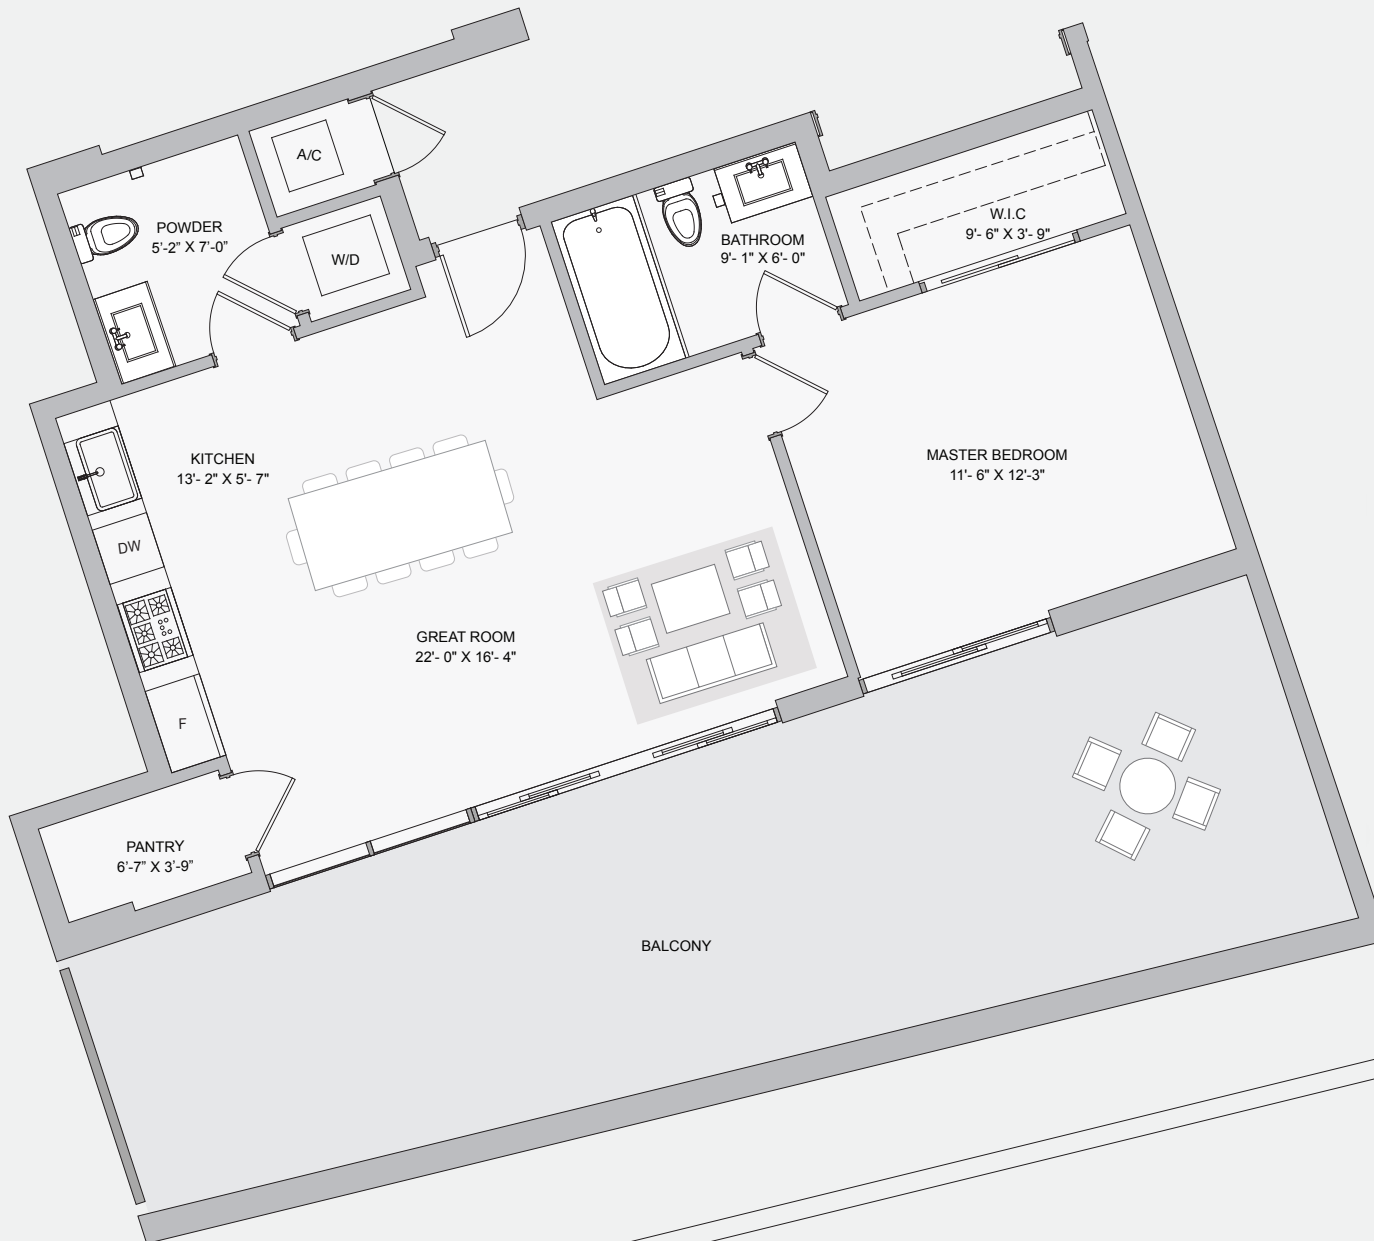 A/C
POWDER
5'-2” X 7'-0”
W/D
BATHROOM
9'- 1" X 6'- 0"
W.I.C
9'- 6" X 3'- 9"
KITCHEN
13'- 2" X 5'- 7"
MASTER BEDROOM
11'- 6" X 12'-3"
DW
GREAT ROOM
22'- 0" X 16'- 4"
F
PANTRY
6'-7” X 3'-9”
BALCONY